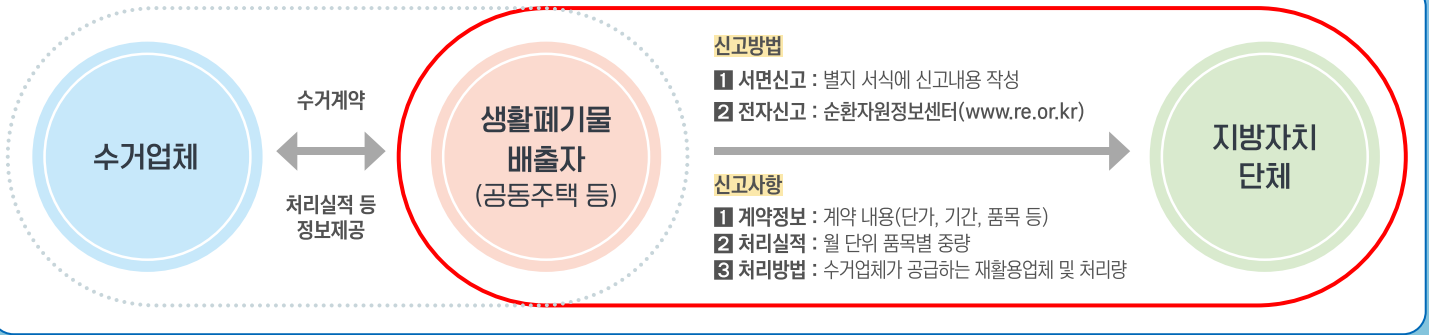 수거업체
수거계약
처리실적 등
정보제공
생활폐기물
배출자
(공동주택 등)
신고방법
1 서면신고 : 별지 서식에 신고내용 작성
2 전자신고 : 순환자원정보센터(www.re.or.kr)
신고사항
1 계약정보 : 계약 내용(단가, 기간, 품목 등)
2 처리실적 : 월 단위 품목별 중량
3 처리방법 : 수거업체가 공급하는 재활용업체 및 처리량
지방자치
단체